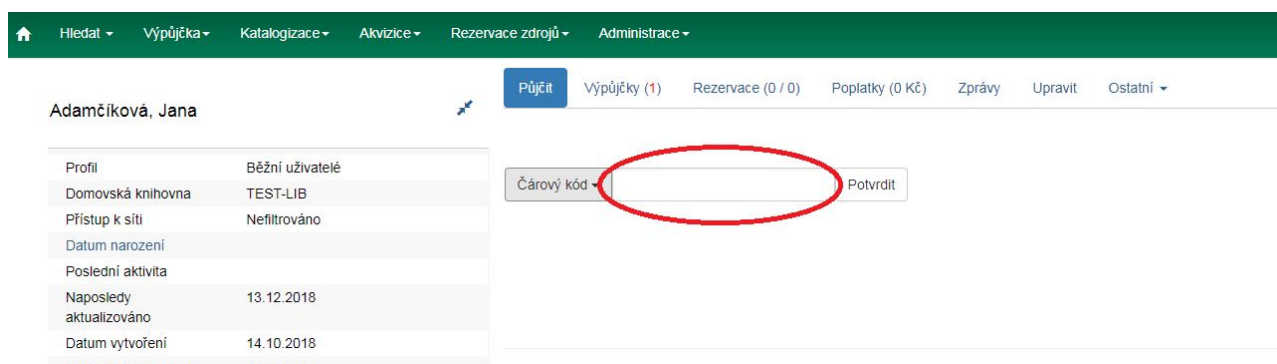 Hledat Výpůjčka Katalogizace Akvizice Rezervace zdrojů Administrace
Adamčíková, Jana
Profil Běžní uživatelé
Domovská knihovna TEST-LIB
Přístup k síti Nefiltrováno
Datum narození
Poslední aktivita
Naposledy aktualizováno 13.12.2018
Datum vytvoření 14.10.2018
Půjčit Výpůjčky (1) Rezervace (0 / 0) Poplatky (0 Kč) Zprávy Upravit Ostatní
Čárový kód Potvrdit